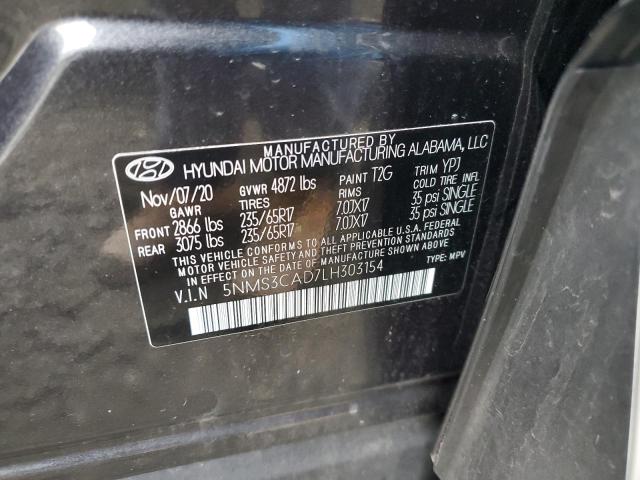 MANUFACTURED BY
HYUNDAI MOTOR MANUFACTURING ALABAMA, LLC
Nov/07/20 GVWR 4872 lbs PAINT T2G TRIM YPJ
GAWR TIRES RIMS COLD TIRE INFL
FRONT 2866 lbs 235/65R17 7.0JX17 35 psi SINGLE
REAR 3075 lbs 235/65R17 7.0JX17 35 psi SINGLE
THIS VEHICLE CONFORMS TO ALL APPLICABLE U.S.A. FEDERAL
MOTOR VEHICLE SAFETY AND THEFT PREVENTION STANDARDS
IN EFFECT ON THE DATE OF MANUFACTURE SHOWN ABOVE.
V.I.N 5NMS3CAD7LH303154 TYPE: MPV